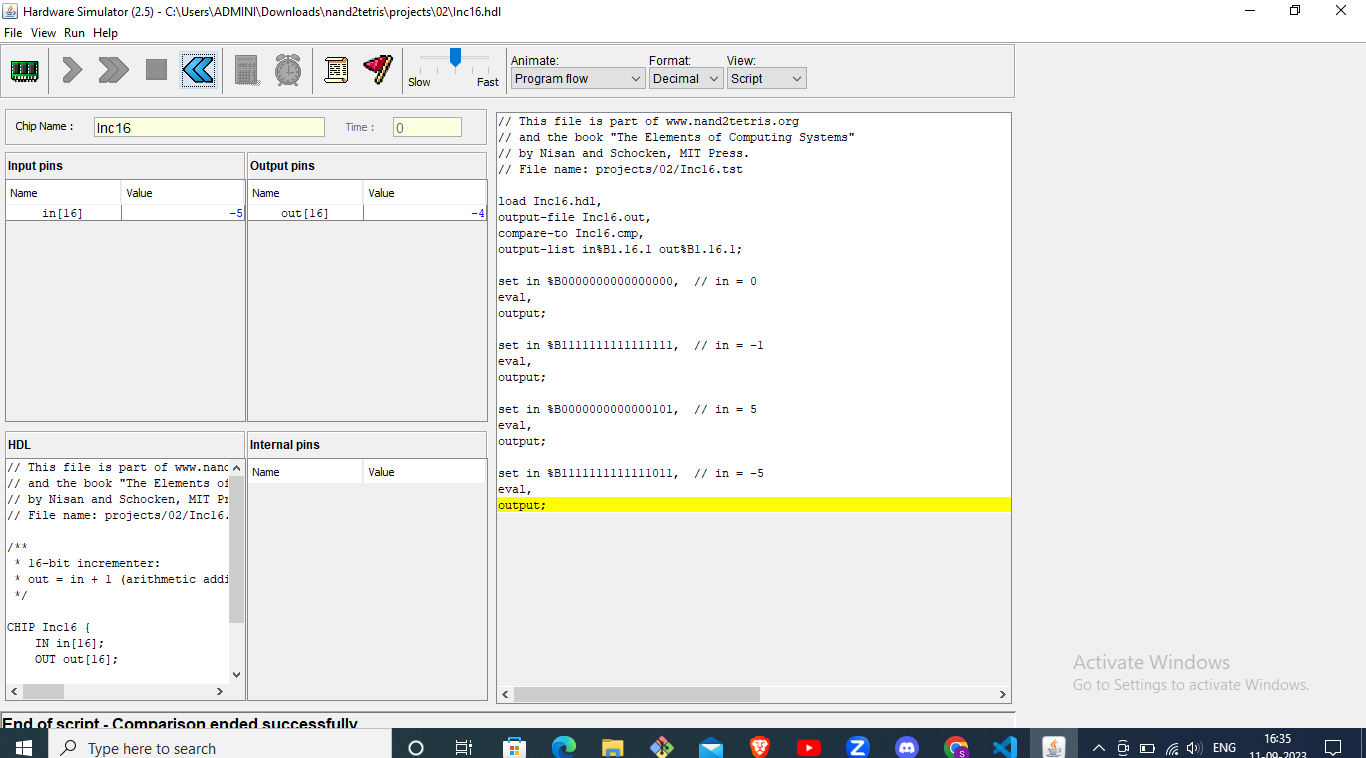 Hardware Simulator (2.5) - C:\Users\ADMINI\Downloads\nand2tetris\projects\02\Inc16.hdl
File View Run Help
Animate: Format: View:
Slow Fast Program flow Decimal Script
Chip Name : Inc16 Time : 0
Input pins Output pins
Name Value Name Value
in[16] -5 out[16] -4
HDL Internal pins
Name Value
// This file is part of www.nand
// and the book "The Elements of
// by Nisan and Schocken, MIT Pr
// File name: projects/02/Inc16.

/**
* 16-bit incrementer:
* out = in + 1 (arithmetic addi
*/

CHIP Inc16 {
IN in[16];
OUT out[16];
// This file is part of www.nand2tetris.org
// and the book "The Elements of Computing Systems"
// by Nisan and Schocken, MIT Press.
// File name: projects/02/Inc16.tst

load Inc16.hdl,
output-file Inc16.out,
compare-to Inc16.cmp,
output-list in%B1.16.1 out%B1.16.1;

set in %B0000000000000000, // in = 0
eval,
output;

set in %B1111111111111111, // in = -1
eval,
output;

set in %B0000000000000101, // in = 5
eval,
output;

set in %B1111111111111011, // in = -5
eval,
output;
Activate Windows
Go to Settings to activate Windows.
End of script - Comparison ended successfully
Type here to search
ENG
16:35
11-09-2023